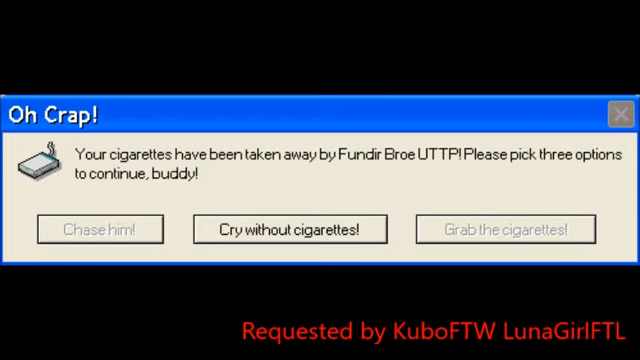 Oh Crap!
Your cigarettes have been taken away by Fundir Broe UTTP! Please pick three options
to continue, buddy!
Chase him!
Cry without cigarettes!
Grab the cigarettes!
Requested by KuboFTW LunaGirlFTL